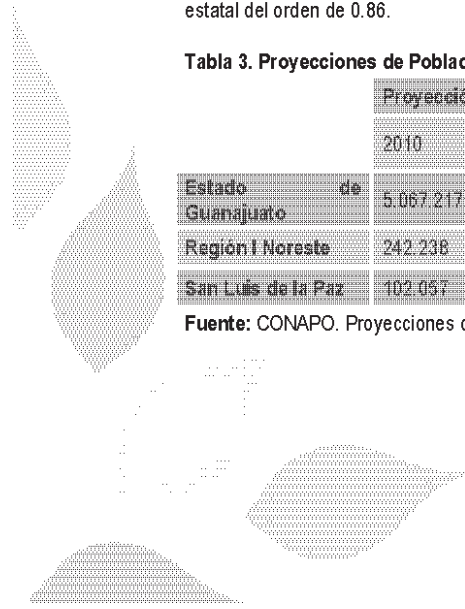 estatal del orden de 0.86.
Tabla 3. Proyecciones de Poblac
Proyecció
2010
Estado de
Guanajuato 5.067.217
Región I Noreste 242.238
San Luis de la Paz 102.057
Fuente: CONAPO. Proyecciones d